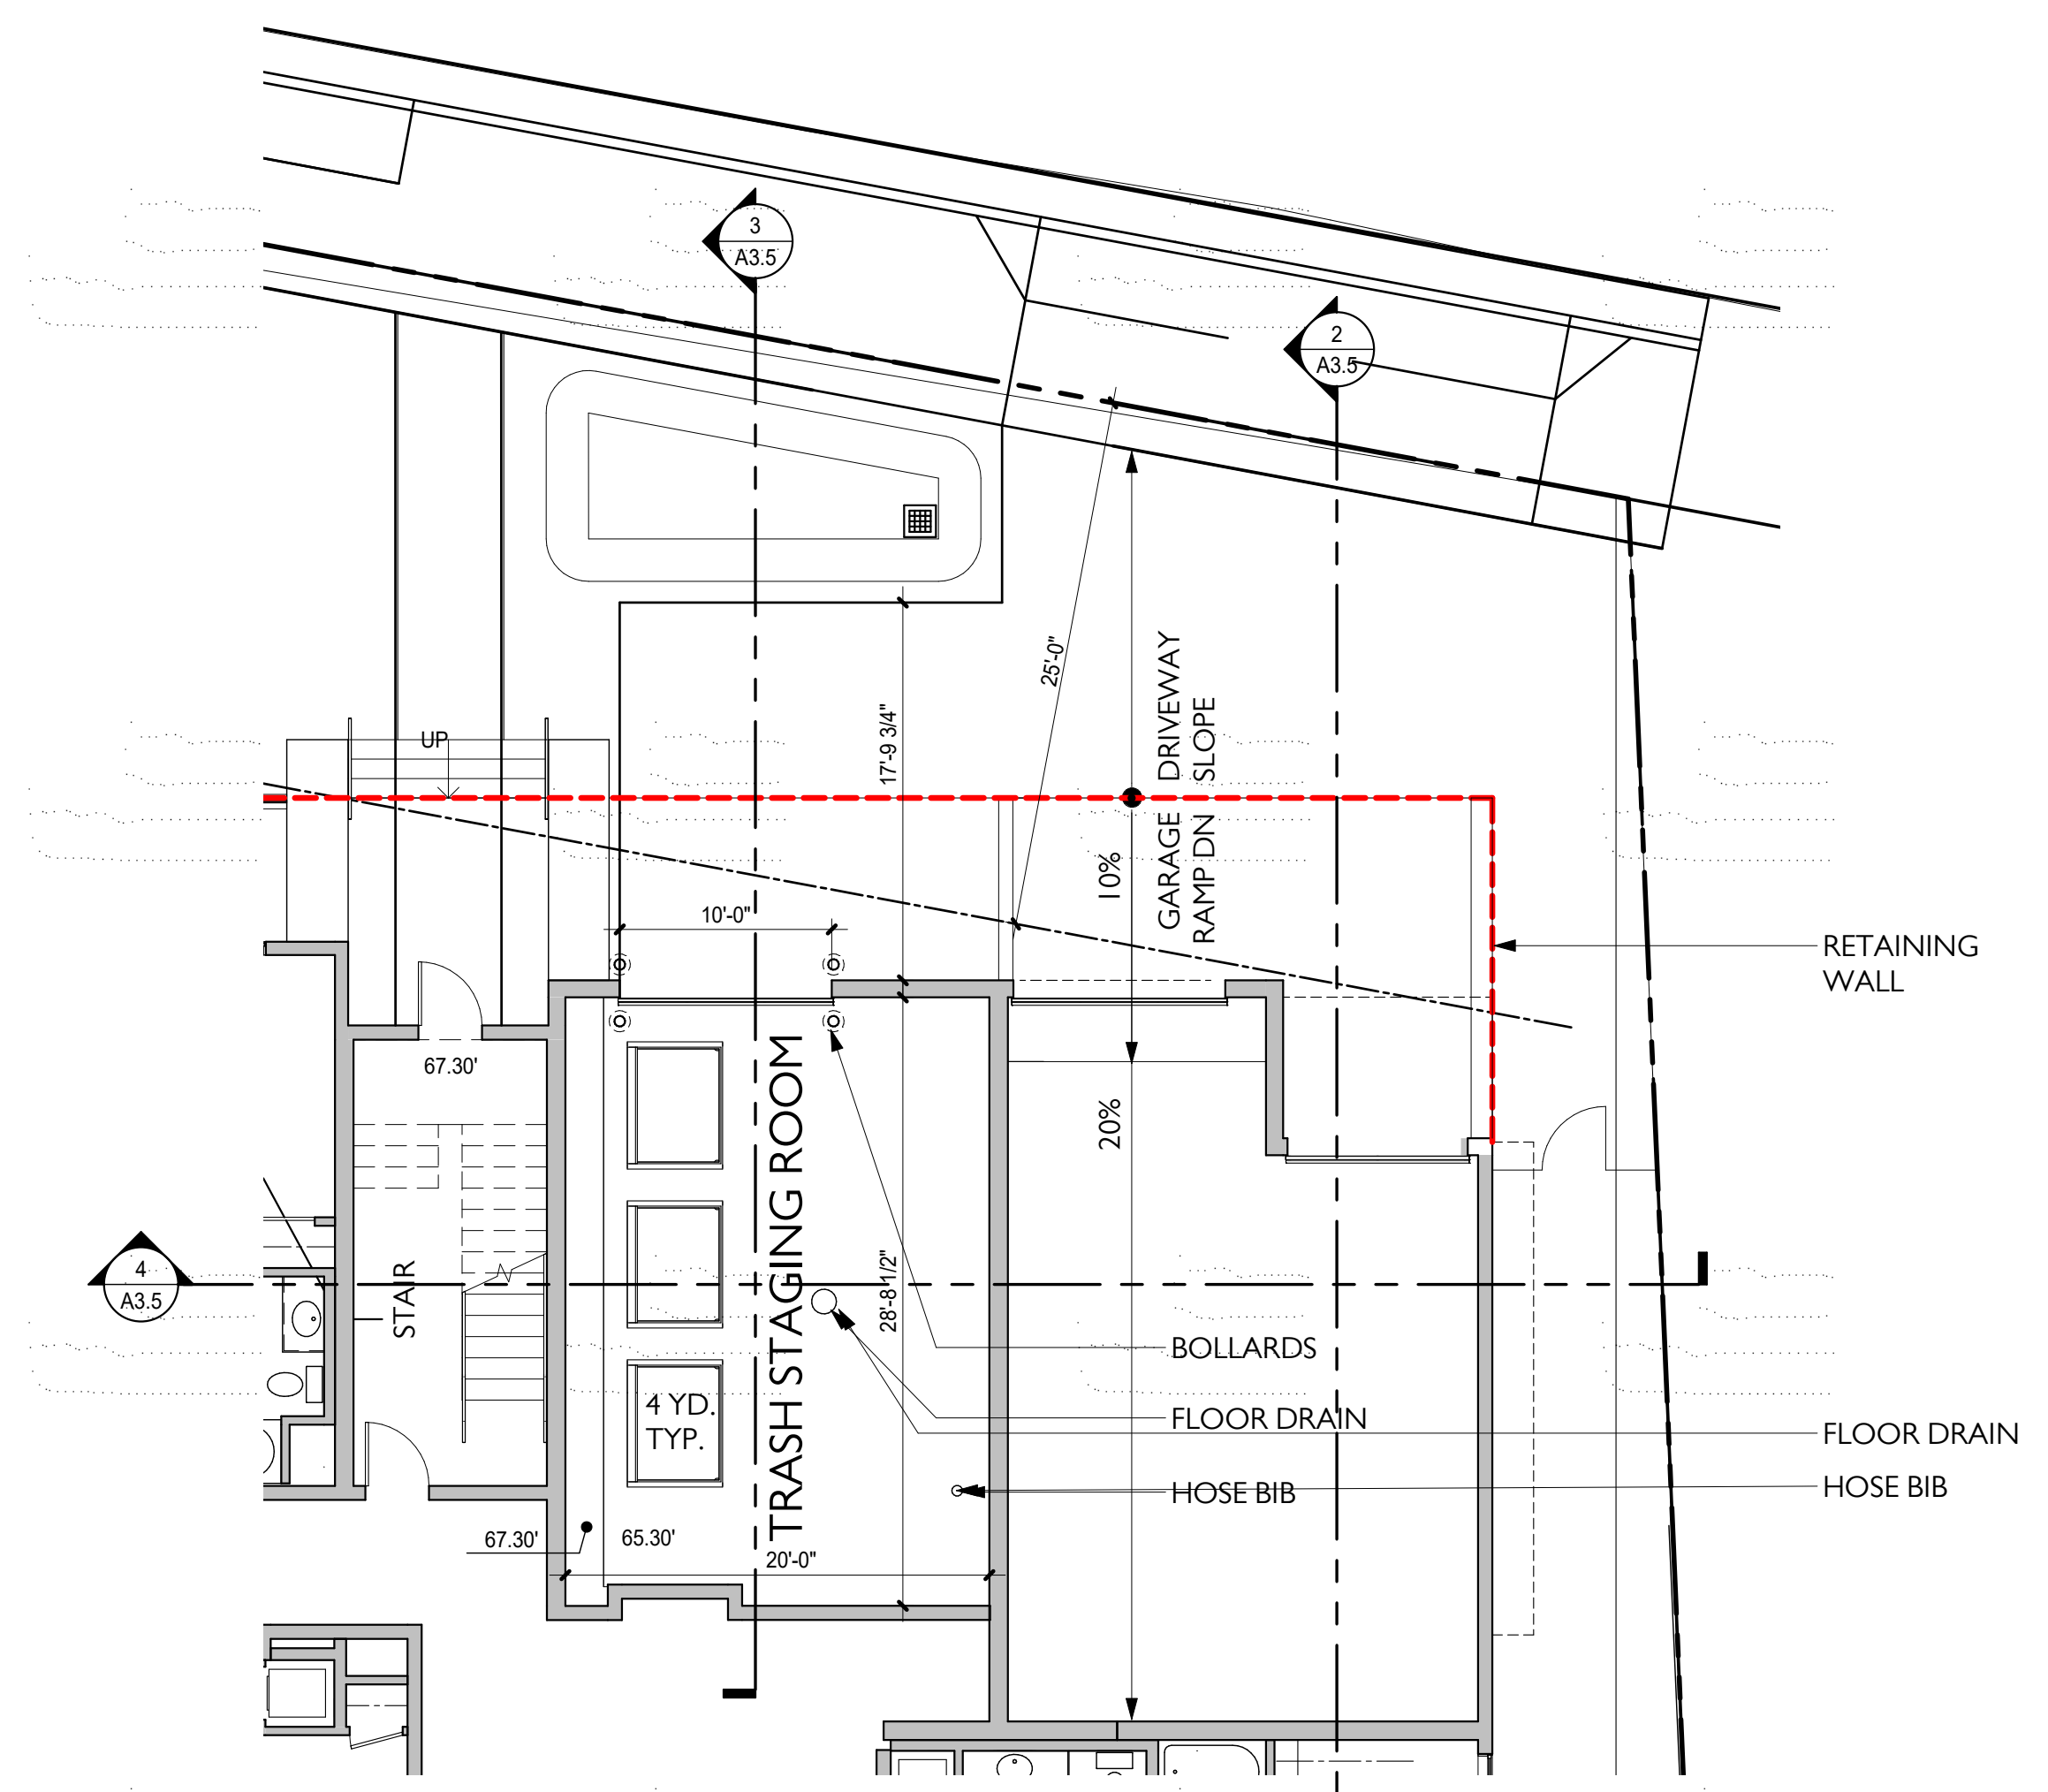 3
A3.5
2
A3.5
25'-0"
GARAGE DRIVEWAY
RAMP DN SLOPE
17'-9 3/4"
UP
10%
10'-0"
RETAINING
WALL
67.30'
TRASH STAGING ROOM
20%
4
A3.5
STAIR
28'-8 1/2"
BOLLARDS
4 YD.
TYP.
FLOOR DRAIN
FLOOR DRAIN
HOSE BIB
HOSE BIB
67.30'
65.30'
20'-0"